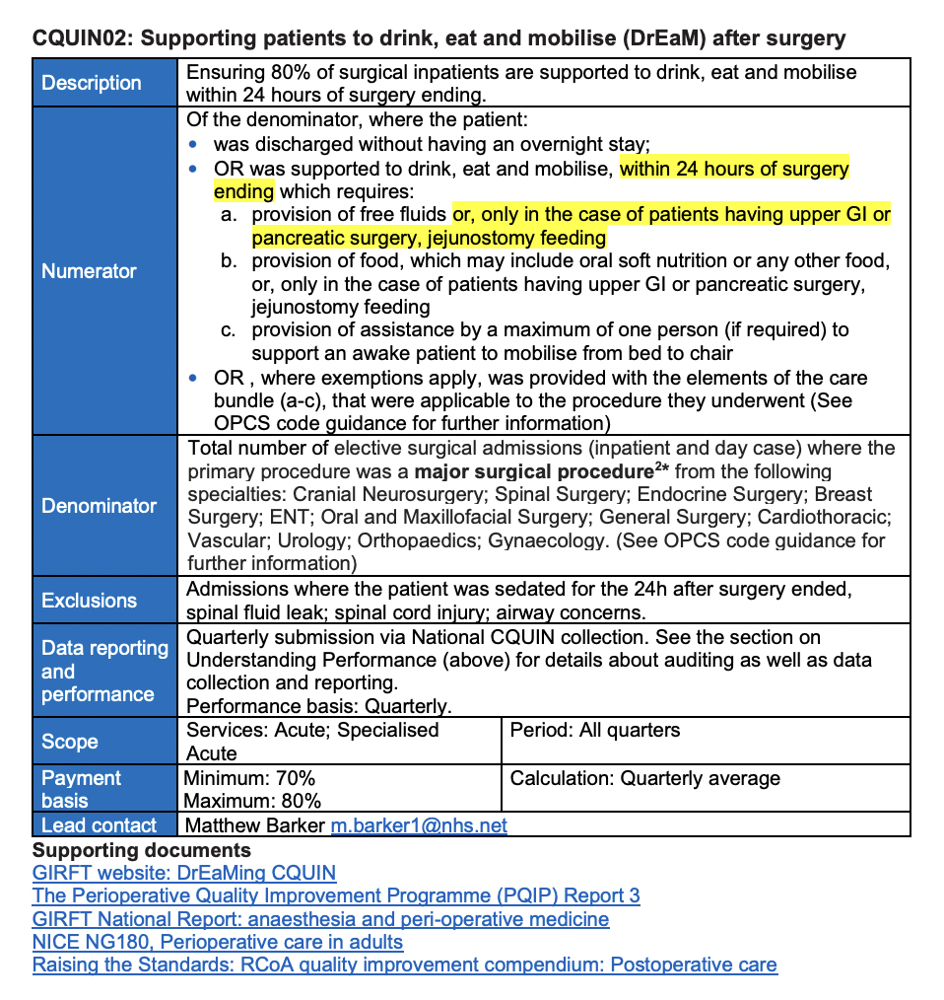 CQUIN02: Supporting patients to drink, eat and mobilise (DrEaM) after surgery
Description
Ensuring 80% of surgical inpatients are supported to drink, eat and mobilise
within 24 hours of surgery ending.
Numerator
Of the denominator, where the patient:
• was discharged without having an overnight stay;
• OR was supported to drink, eat and mobilise, within 24 hours of surgery
ending which requires:
a. provision of free fluids or, only in the case of patients having upper GI or
pancreatic surgery, jejunostomy feeding
b. provision of food, which may include oral soft nutrition or any other food,
or, only in the case of patients having upper GI or pancreatic surgery,
jejunostomy feeding
c. provision of assistance by a maximum of one person (if required) to
support an awake patient to mobilise from bed to chair
• OR , where exemptions apply, was provided with the elements of the care
bundle (a-c), that were applicable to the procedure they underwent (See
OPCS code guidance for further information)
Denominator
Total number of elective surgical admissions (inpatient and day case) where the
primary procedure was a major surgical procedure²* from the following
specialties: Cranial Neurosurgery; Spinal Surgery; Endocrine Surgery; Breast
Surgery; ENT; Oral and Maxillofacial Surgery; General Surgery; Cardiothoracic;
Vascular; Urology; Orthopaedics; Gynaecology. (See OPCS code guidance for
further information)
Exclusions
Admissions where the patient was sedated for the 24h after surgery ended,
spinal fluid leak; spinal cord injury; airway concerns.
Data reporting
and
performance
Quarterly submission via National CQUIN collection. See the section on
Understanding Performance (above) for details about auditing as well as data
collection and reporting.
Performance basis: Quarterly.
Scope
Services: Acute; Specialised
Acute
Period: All quarters
Payment
basis
Minimum: 70%
Maximum: 80%
Calculation: Quarterly average
Lead contact
Matthew Barker m.barker1@nhs.net
Supporting documents
GIRFT website: DrEaMing CQUIN
The Perioperative Quality Improvement Programme (PQIP) Report 3
GIRFT National Report: anaesthesia and peri-operative medicine
NICE NG180, Perioperative care in adults
Raising the Standards: RCoA quality improvement compendium: Postoperative care